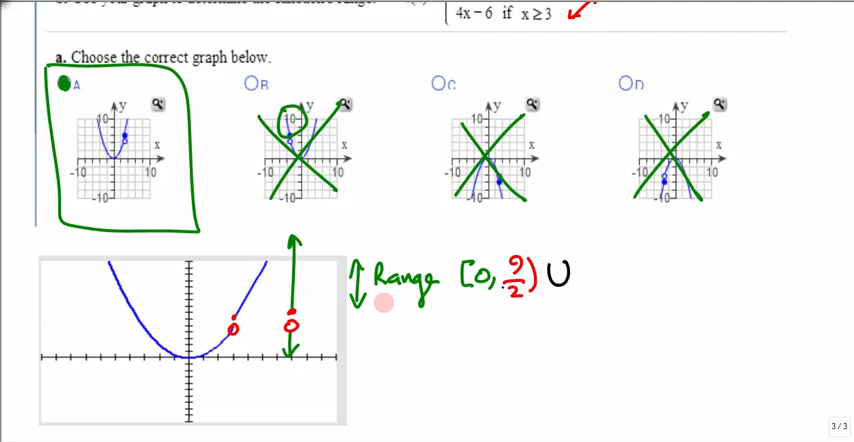 4x − 6 if x ≥ 3
a. Choose the correct graph below.
A B C D
y y y y
10 10 10 10
x x x x
-10 10 -10 10 -10 10 -10 10
-10 -10 -10 -10
Range [0, 9/2) ∪
3 / 3